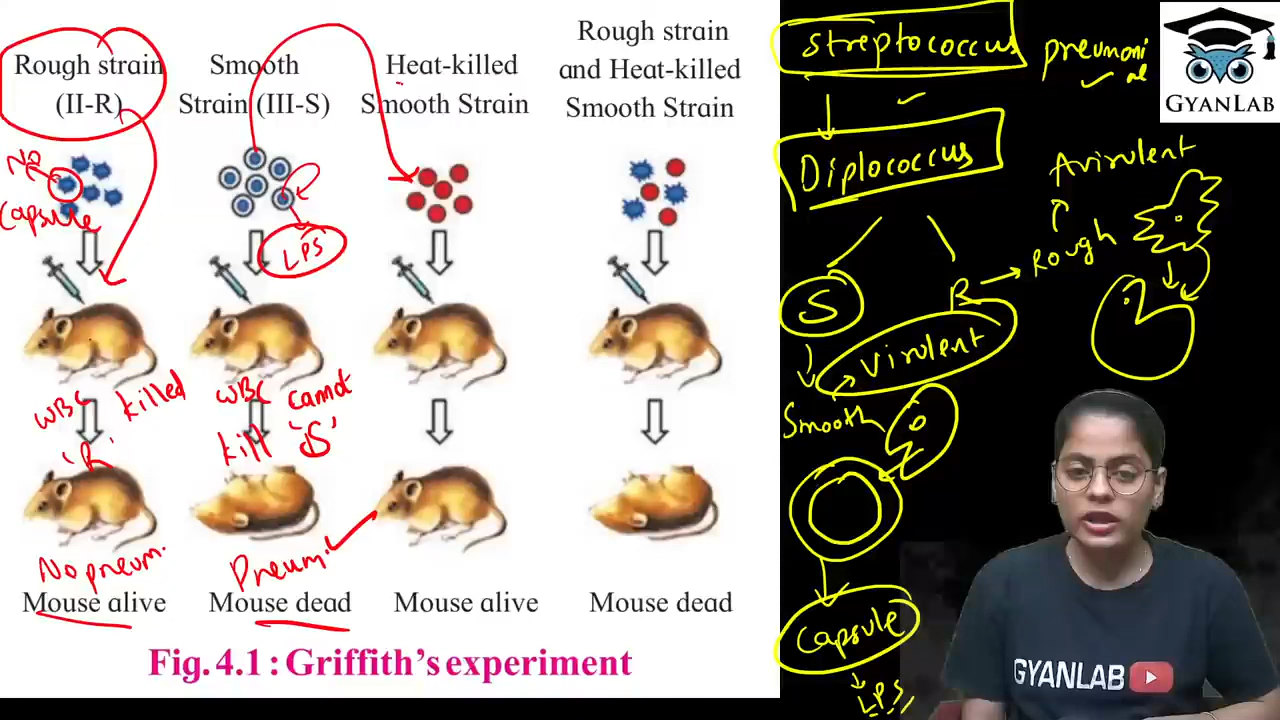 Rough strain
(II-R)
Smooth
Strain (III-S)
Heat-killed
Smooth Strain
Rough strain
and Heat-killed
Smooth Strain
No
Capsule
LPS
WBC killed
'R'
WBC cannot
kill 'S'
No pneum.
Pneum.
Mouse alive
Mouse dead
Mouse alive
Mouse dead
Fig. 4.1 : Griffith's experiment
Streptococcus
pneumoni
ae
Diplococcus
Avirulent
Rough
S
R
Virulent
Smooth
Capsule
LPS
GYANLAB
GYANLAB